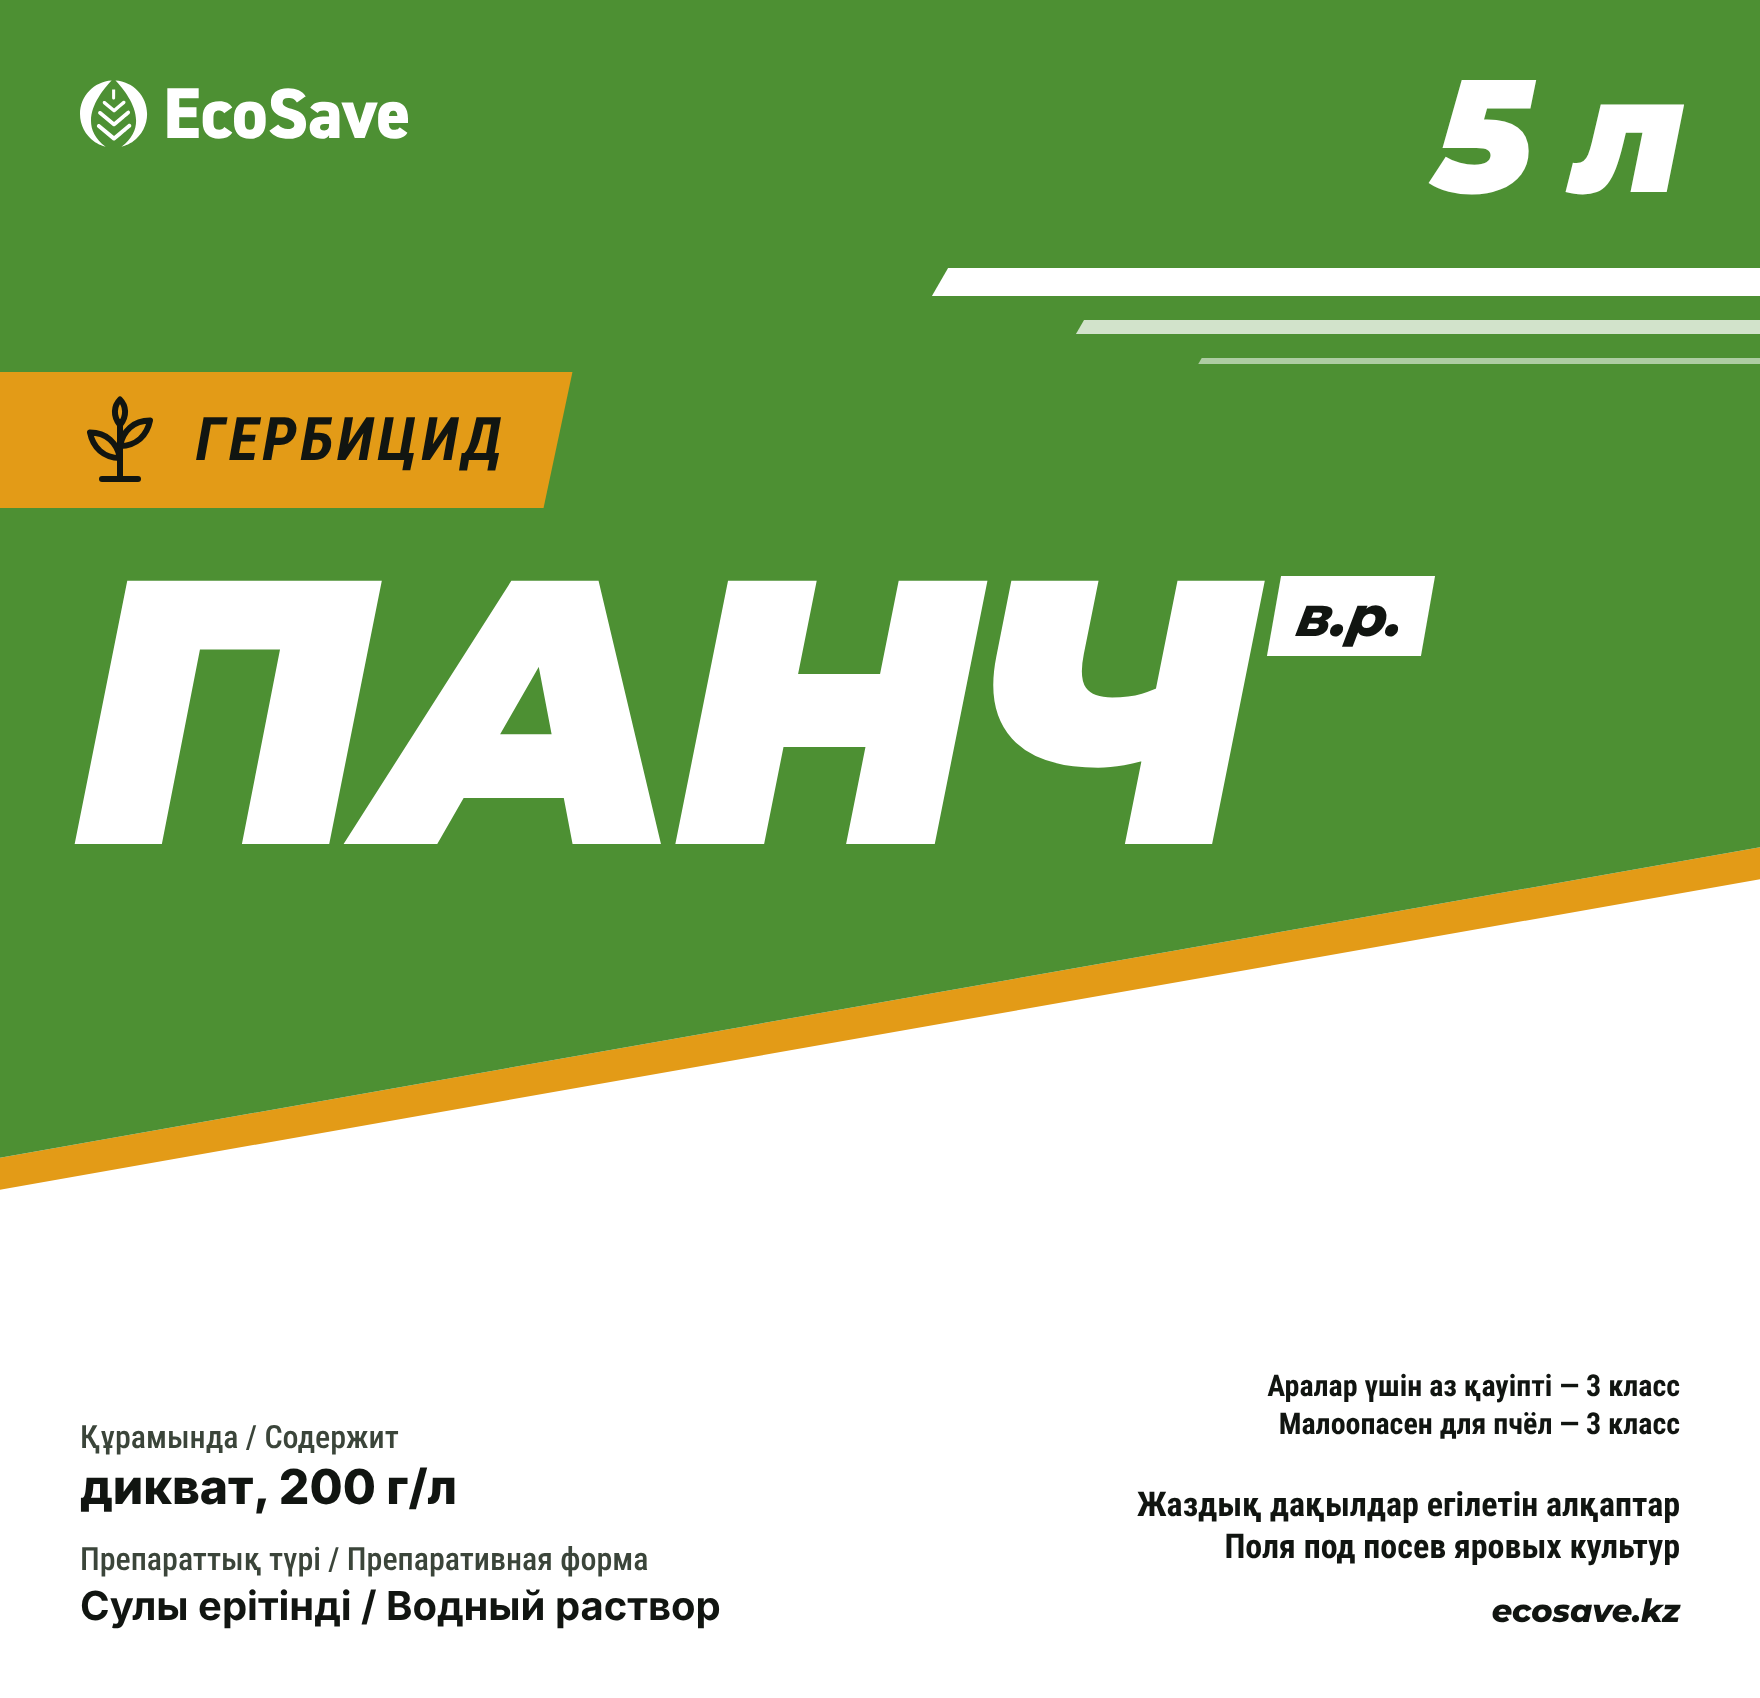 EcoSave
5 л
ГЕРБИЦИД
ПАНЧ в.р.
Құрамында / Содержит
дикват, 200 г/л
Препараттық түрі / Препаративная форма
Сулы ерітінді / Водный раствор
Аралар үшін аз қауіпті — 3 класс
Малоопасен для пчёл — 3 класс
Жаздық дақылдар егілетін алқаптар
Поля под посев яровых культур
ecosave.kz